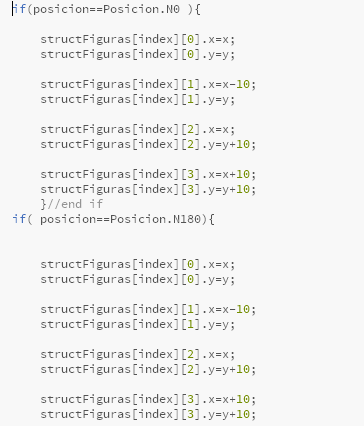 if(posicion==Posicion.N0 ){
structFiguras[index][0].x=x;
structFiguras[index][0].y=y;
structFiguras[index][1].x=x-10;
structFiguras[index][1].y=y;
structFiguras[index][2].x=x;
structFiguras[index][2].y=y+10;
structFiguras[index][3].x=x+10;
structFiguras[index][3].y=y+10;
}//end if
if( posicion==Posicion.N180){
structFiguras[index][0].x=x;
structFiguras[index][0].y=y;
structFiguras[index][1].x=x-10;
structFiguras[index][1].y=y;
structFiguras[index][2].x=x;
structFiguras[index][2].y=y+10;
structFiguras[index][3].x=x+10;
structFiguras[index][3].y=y+10;